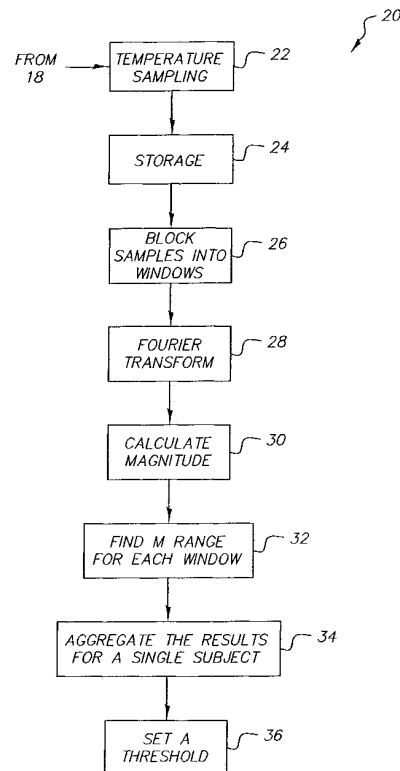 20
FROM
18
TEMPERATURE
SAMPLING
22
STORAGE
24
BLOCK
SAMPLES INTO
WINDOWS
26
FOURIER
TRANSFORM
28
CALCULATE
MAGNITUDE
30
FIND M RANGE
FOR EACH WINDOW
32
AGGREGATE THE RESULTS
FOR A SINGLE SUBJECT
34
SET A
THRESHOLD
36